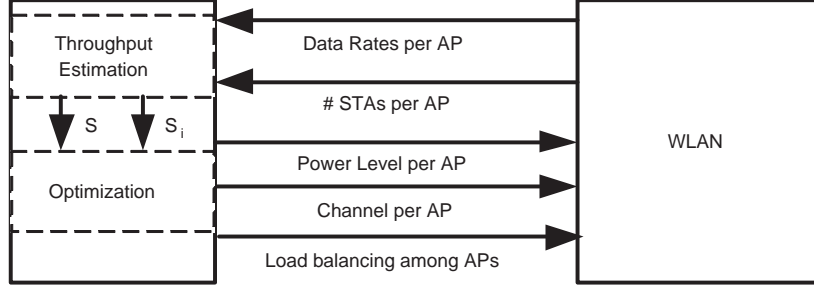 Throughput
Estimation
S
S i
Optimization
Data Rates per AP
# STAs per AP
Power Level per AP
Channel per AP
Load balancing among APs
WLAN